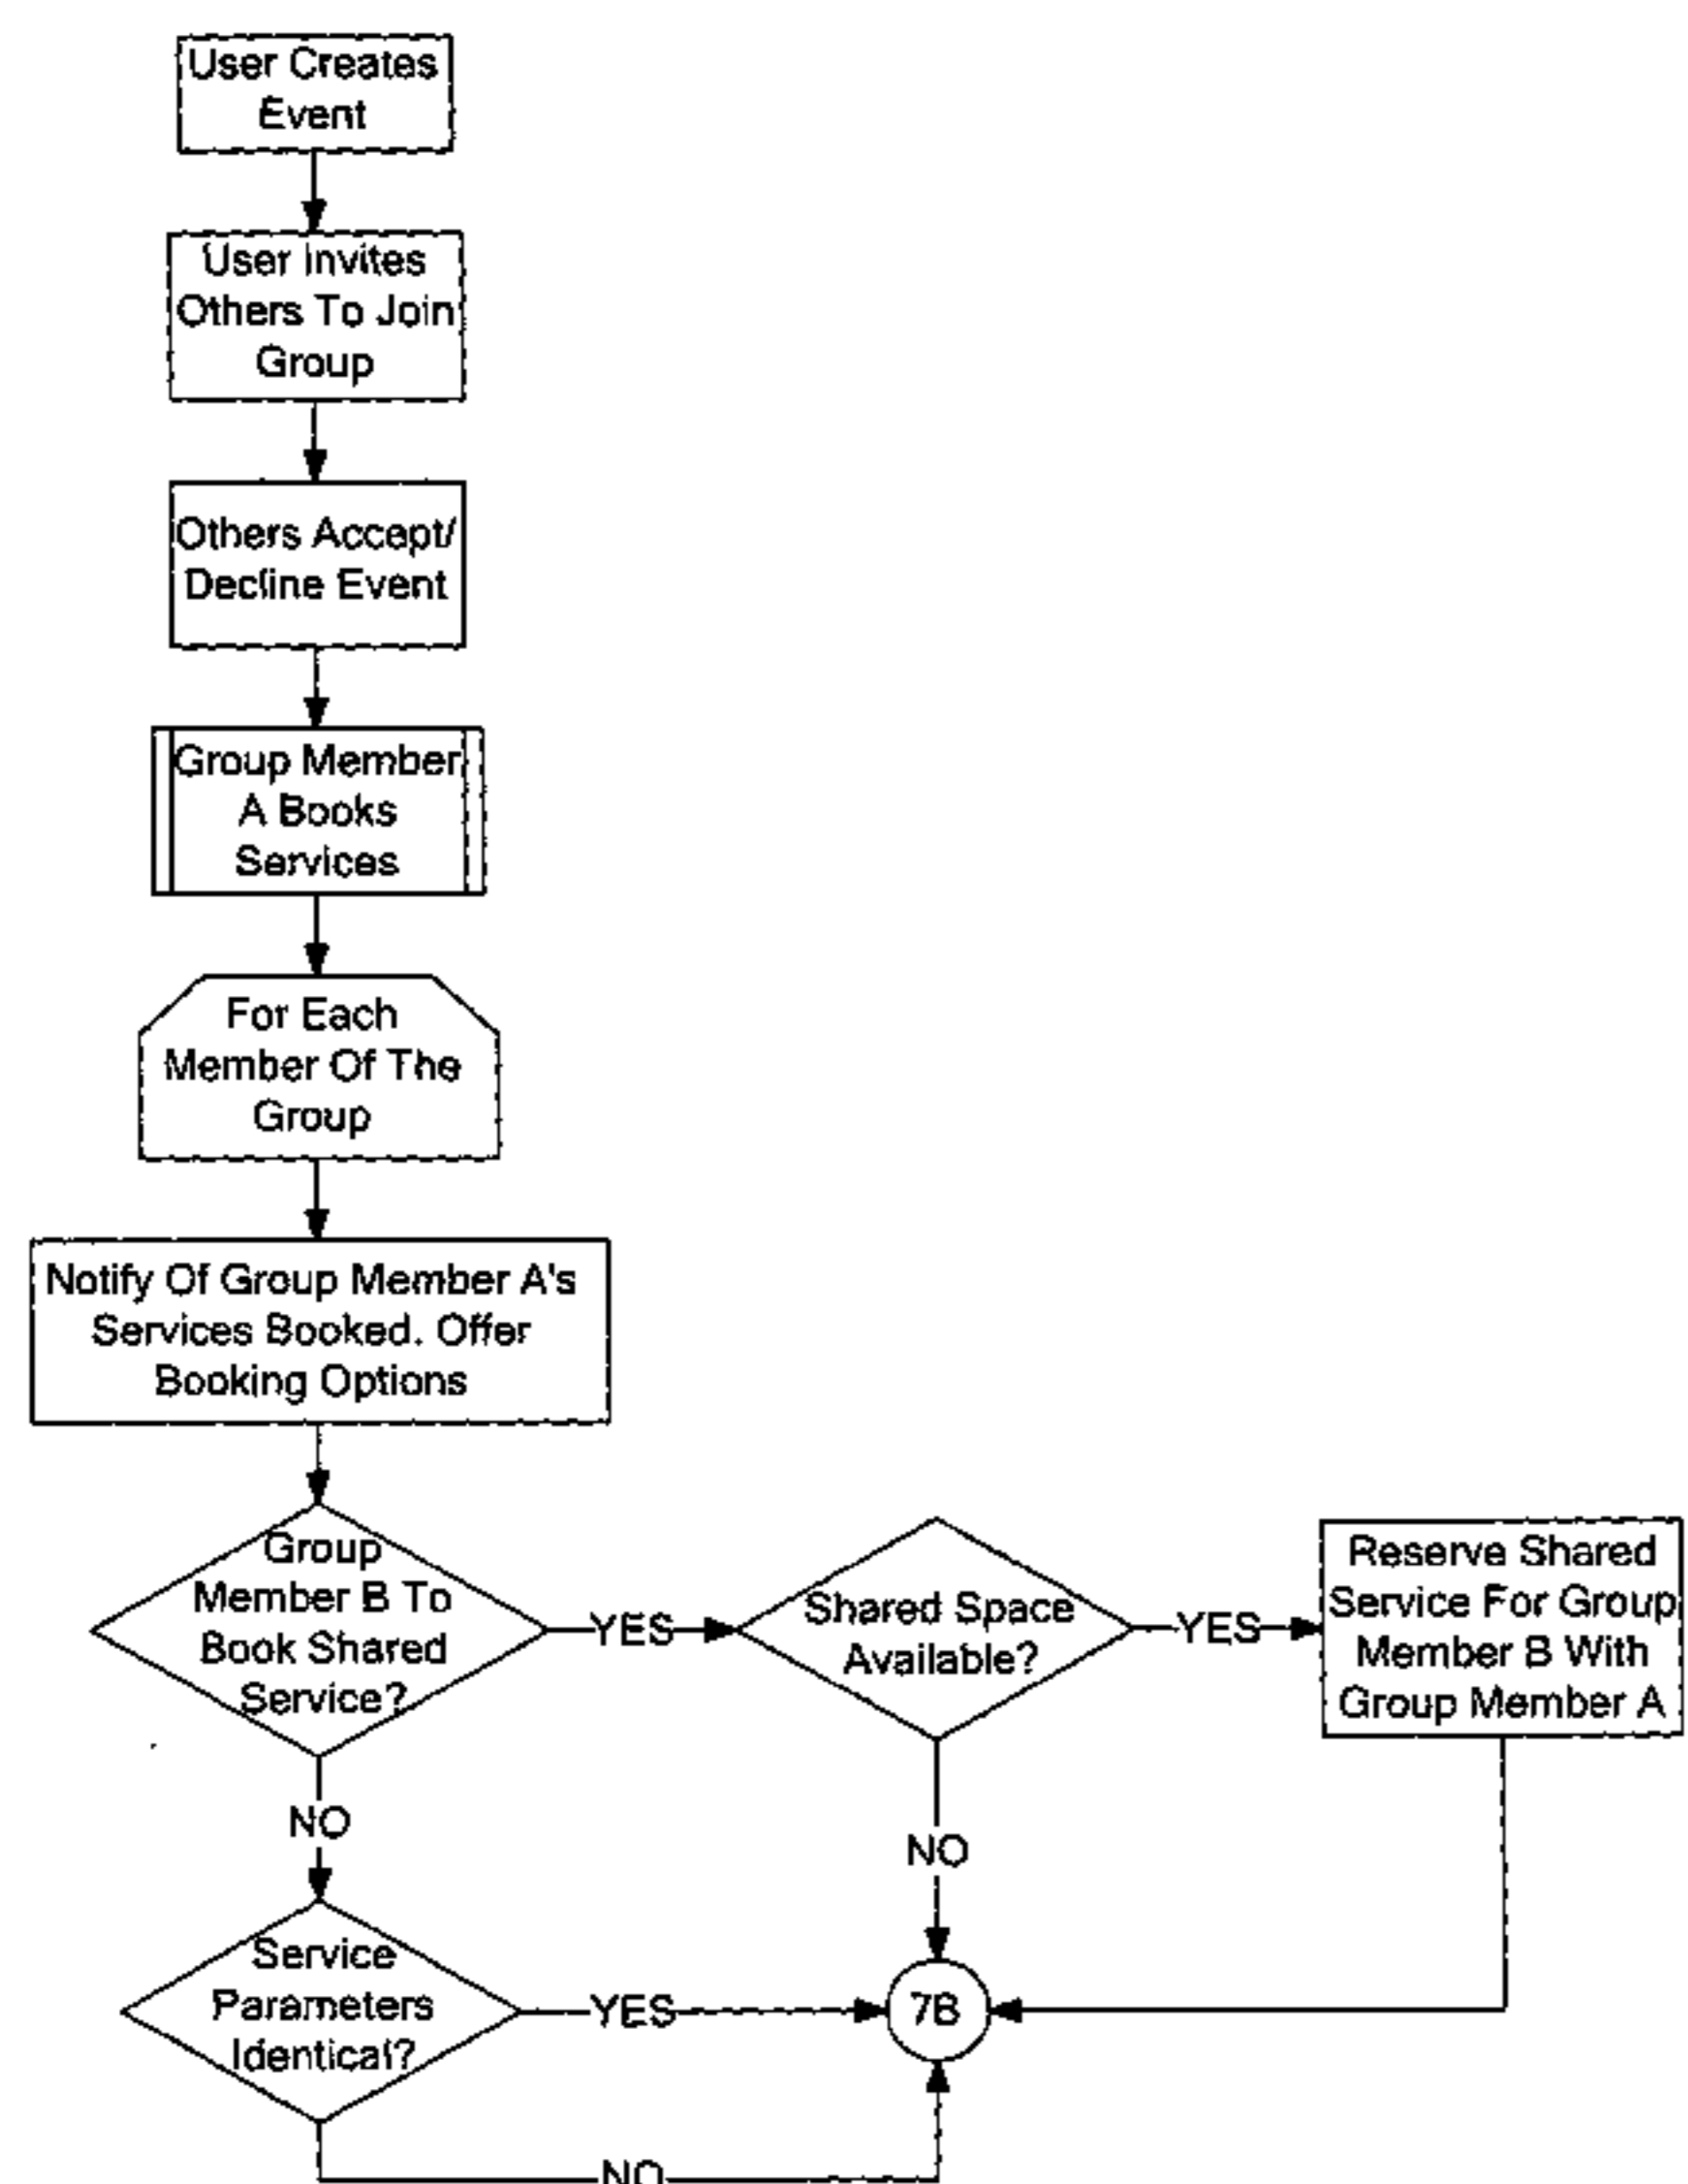 User Creates
Event
User Invites
Others To Join
Group
Others Accept/
Decline Event
Group Member
A Books
Services
For Each
Member Of The
Group
Notify Of Group Member A's
Services Booked. Offer
Booking Options
Group
Member B To
Book Shared
Service?
YES
Shared Space
Available?
YES
Reserve Shared
Service For Group
Member B With
Group Member A
NO
NO
Service
Parameters
Identical?
YES
7B
NO